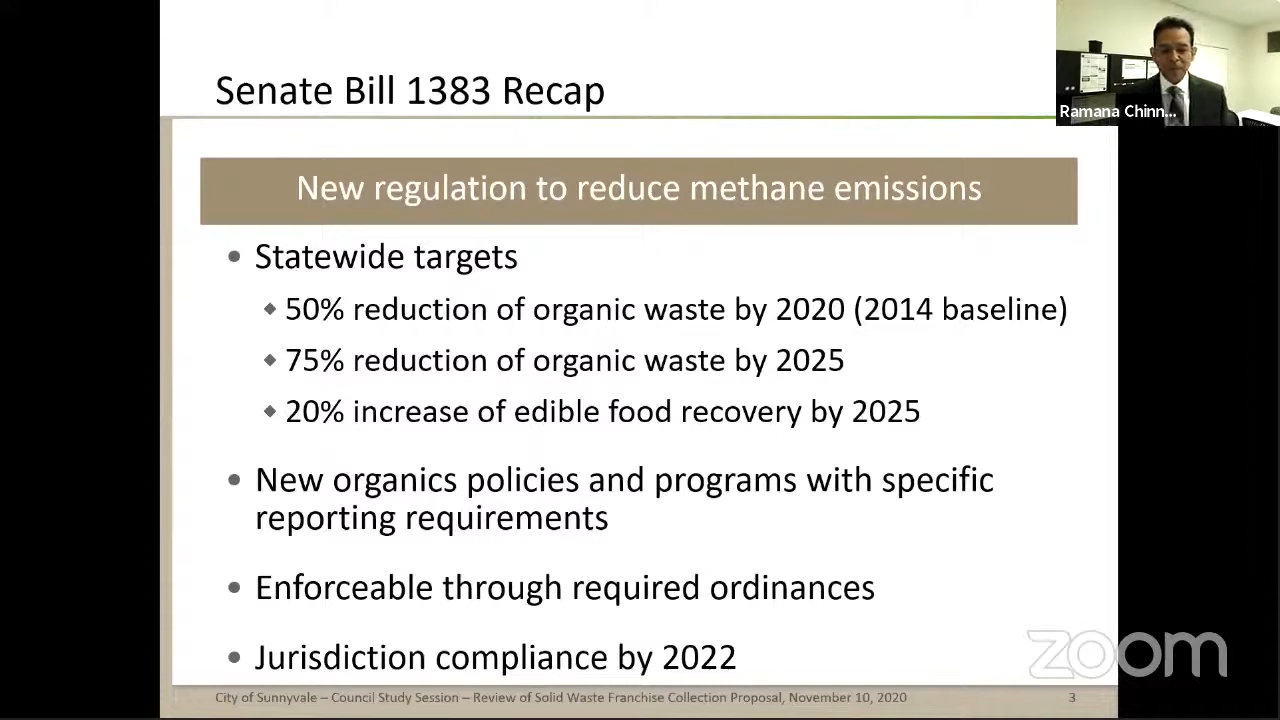 Senate Bill 1383 Recap
Ramana Chinn...
New regulation to reduce methane emissions
• Statewide targets
◆ 50% reduction of organic waste by 2020 (2014 baseline)
◆ 75% reduction of organic waste by 2025
◆ 20% increase of edible food recovery by 2025
• New organics policies and programs with specific
reporting requirements
• Enforceable through required ordinances
• Jurisdiction compliance by 2022
zoom
City of Sunnyvale – Council Study Session – Review of Solid Waste Franchise Collection Proposal, November 10, 2020 3